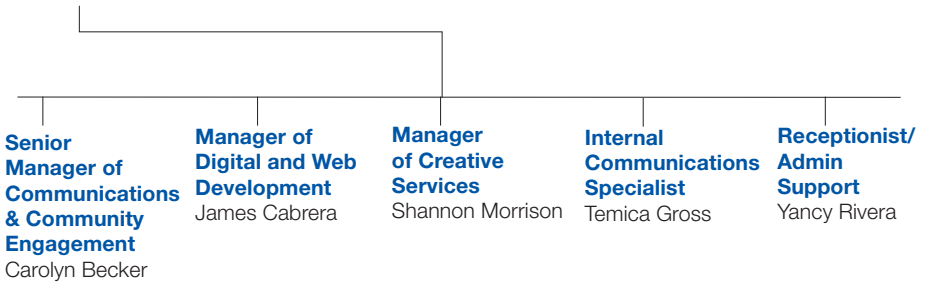 Senior
Manager of
Communications
& Community
Engagement
Carolyn Becker
Manager of
Digital and Web
Development
James Cabrera
Manager
of Creative
Services
Shannon Morrison
Internal
Communications
Specialist
Temica Gross
Receptionist/
Admin
Support
Yancy Rivera